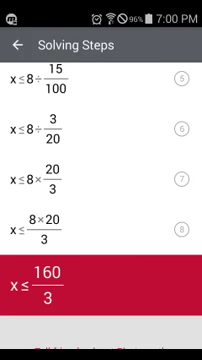 96% 7:00 PM
Solving Steps
x ≤ 8 ÷ 15/100 5
x ≤ 8 ÷ 3/20 6
x ≤ 8 × 20/3 7
x ≤ 8×20/3 8
x ≤ 160/3